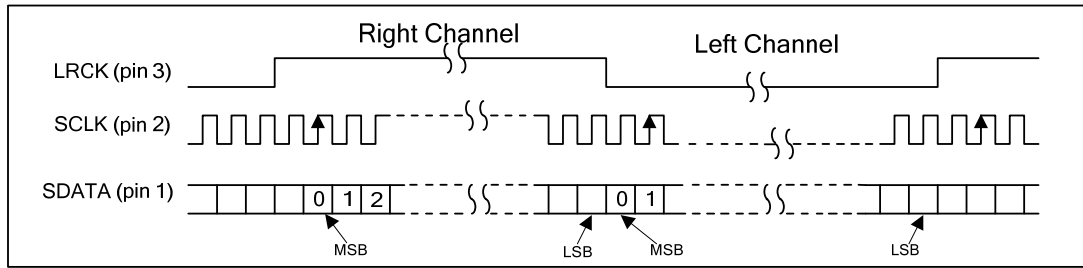 Right Channel
Left Channel
LRCK (pin 3)
SCLK (pin 2)
SDATA (pin 1)
0 1 2
0 1
MSB
LSB
MSB
LSB